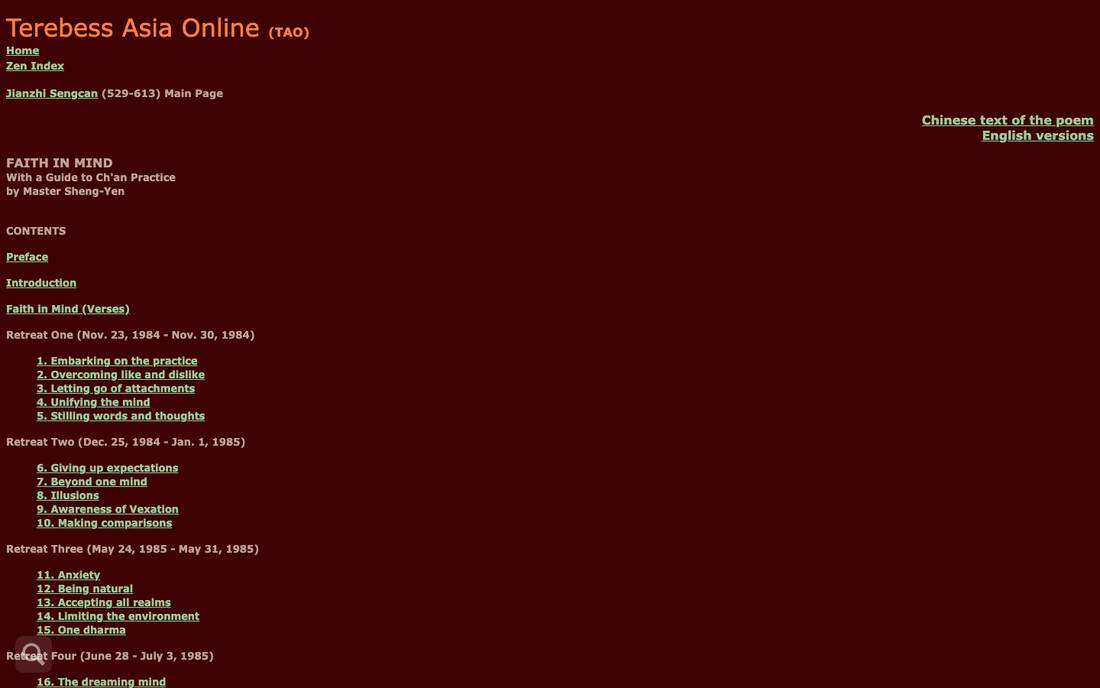 Terebess Asia Online (TAO)
Home
Zen Index
Jianzhi Sengcan (529-613) Main Page
Chinese text of the poem
English versions
FAITH IN MIND
With a Guide to Ch'an Practice
by Master Sheng-Yen
CONTENTS
Preface
Introduction
Faith in Mind (Verses)
Retreat One (Nov. 23, 1984 - Nov. 30, 1984)
1. Embarking on the practice
2. Overcoming like and dislike
3. Letting go of attachments
4. Unifying the mind
5. Stilling words and thoughts
Retreat Two (Dec. 25, 1984 - Jan. 1, 1985)
6. Giving up expectations
7. Beyond one mind
8. Illusions
9. Awareness of Vexation
10. Making comparisons
Retreat Three (May 24, 1985 - May 31, 1985)
11. Anxiety
12. Being natural
13. Accepting all realms
14. Limiting the environment
15. One dharma
Retreat Four (June 28 - July 3, 1985)
16. The dreaming mind